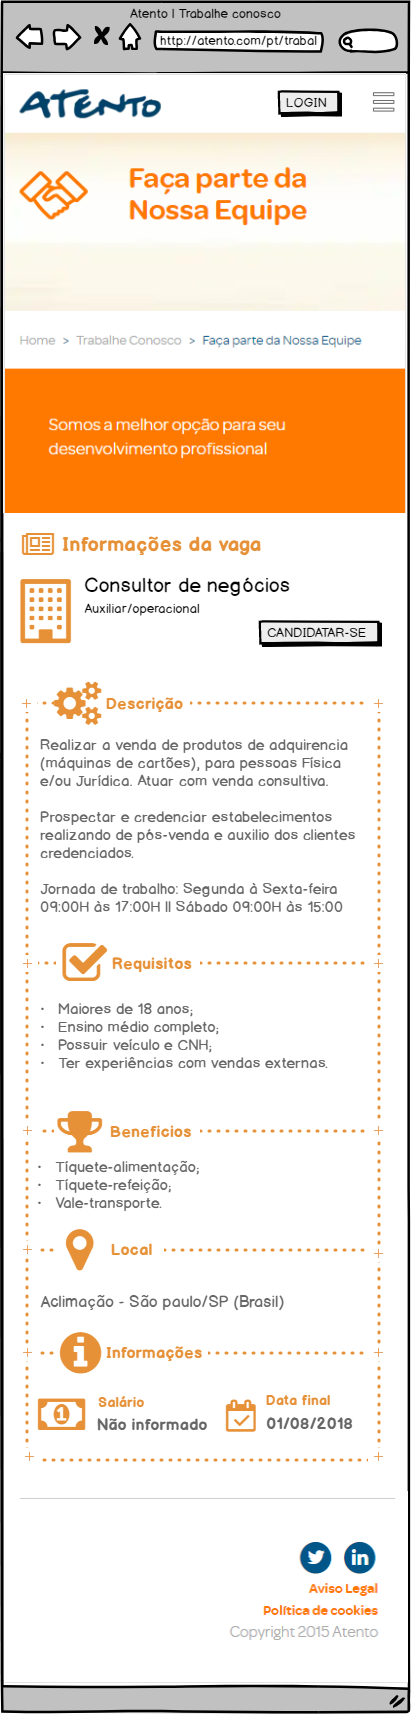 Atento | Trabalhe conosco
http://atento.com/pt/trabal
ATENTO
LOGIN
Faça parte da
Nossa Equipe
Home > Trabalhe Conosco > Faça parte da Nossa Equipe
Somos a melhor opção para seu
desenvolvimento profissional
Informações da vaga
Consultor de negócios
Auxiliar/operacional
CANDIDATAR-SE
Descrição
Realizar a venda de produtos de adquirencia
(máquinas de cartões), para pessoas Física
e/ou Jurídica. Atuar com venda consultiva.
Prospectar e credenciar estabelecimentos
realizando de pós-venda e auxilio dos clientes
credenciados.
Jornada de trabalho: Segunda à Sexta-feira
09:00H às 17:00H || Sábado 09:00H às 15:00
Requisitos
• Maiores de 18 anos;
• Ensino médio completo;
• Possuir veículo e CNH;
• Ter experiências com vendas externas.
Beneficios
• Tíquete-alimentação;
• Tíquete-refeição;
• Vale-transporte.
Local
Aclimação - São paulo/SP (Brasil)
Informações
Salário
Não informado
Data final
01/08/2018
Aviso Legal
Política de cookies
Copyright 2015 Atento